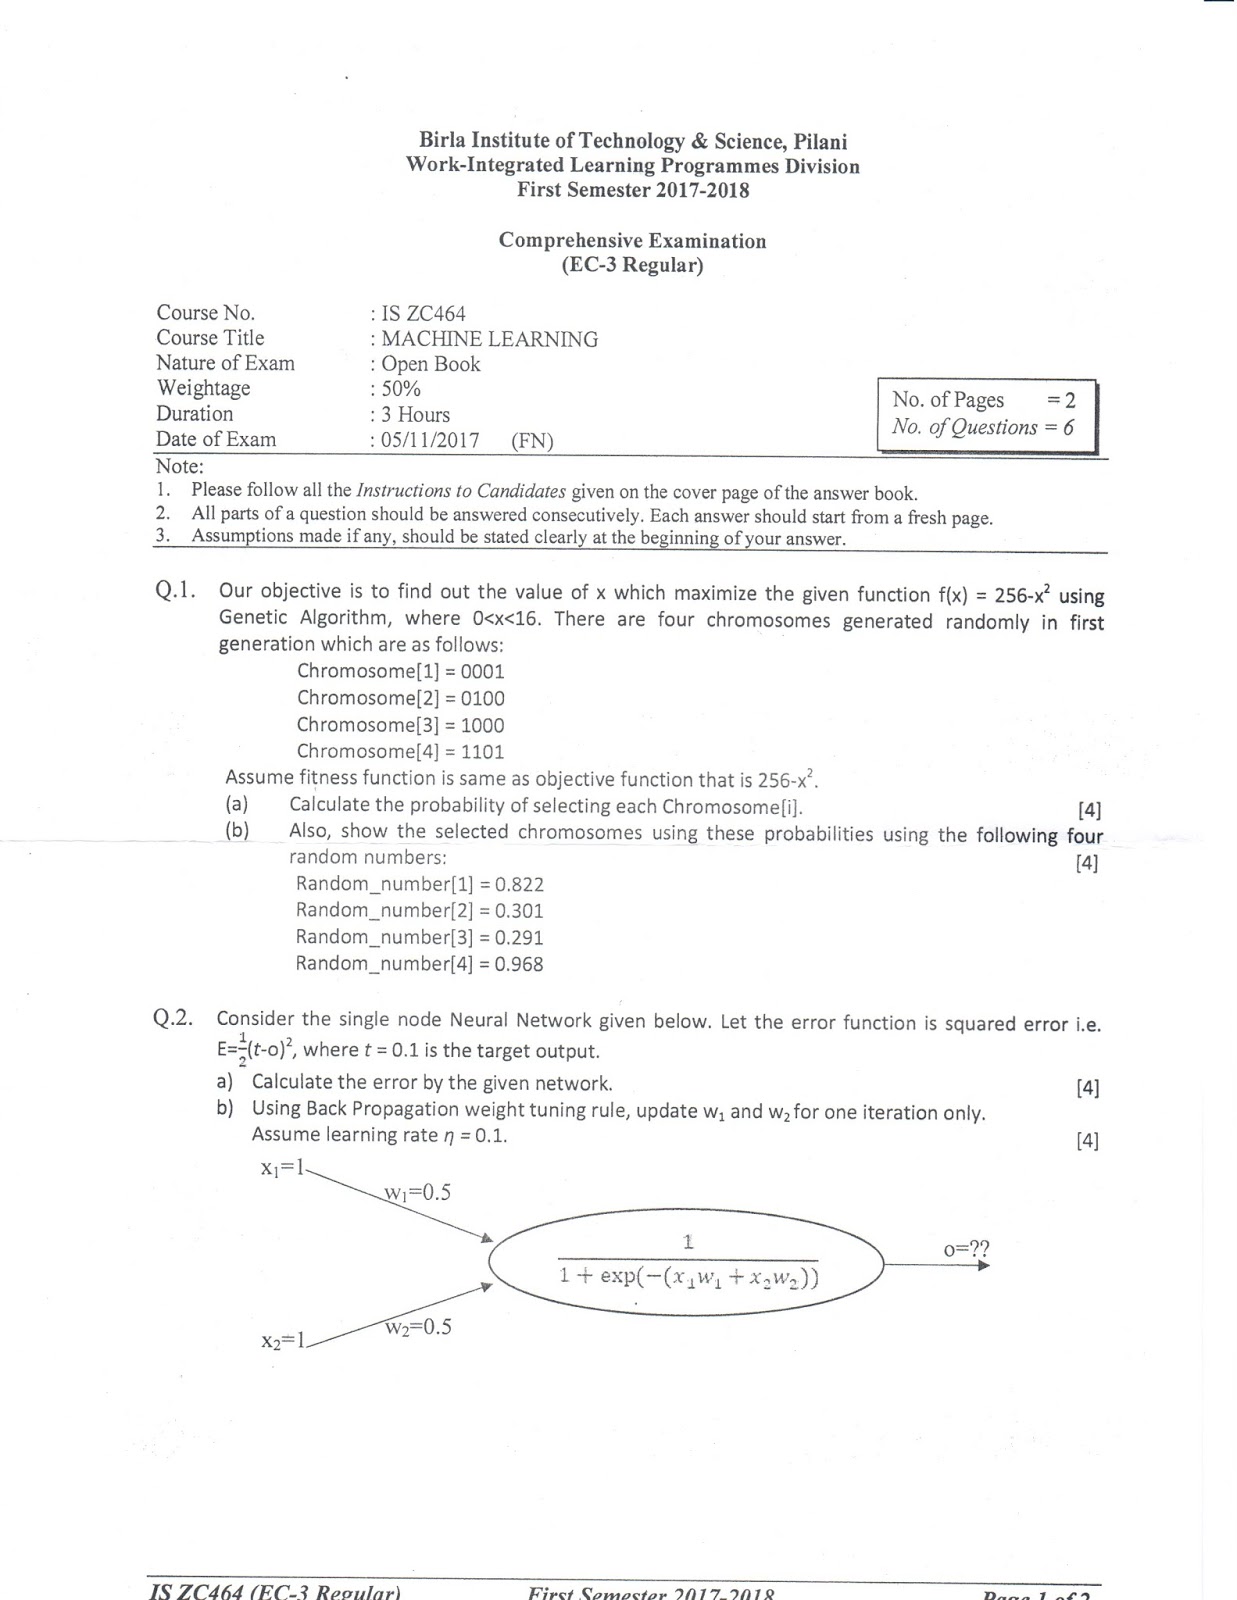 Birla Institute of Technology & Science, Pilani
Work-Integrated Learning Programmes Division
First Semester 2017-2018
Comprehensive Examination
(EC-3 Regular)
Course No. : IS ZC464
Course Title : MACHINE LEARNING
Nature of Exam : Open Book
Weightage : 50%
Duration : 3 Hours
Date of Exam : 05/11/2017 (FN)
No. of Pages = 2
No. of Questions = 6
Note:
1. Please follow all the Instructions to Candidates given on the cover page of the answer book.
2. All parts of a question should be answered consecutively. Each answer should start from a fresh page.
3. Assumptions made if any, should be stated clearly at the beginning of your answer.
Q.1. Our objective is to find out the value of x which maximize the given function f(x) = 256-x² using
Genetic Algorithm, where 0<x<16. There are four chromosomes generated randomly in first
generation which are as follows:
Chromosome[1] = 0001
Chromosome[2] = 0100
Chromosome[3] = 1000
Chromosome[4] = 1101
Assume fitness function is same as objective function that is 256-x².
(a) Calculate the probability of selecting each Chromosome[i]. [4]
(b) Also, show the selected chromosomes using these probabilities using the following four
random numbers: [4]
Random_number[1] = 0.822
Random_number[2] = 0.301
Random_number[3] = 0.291
Random_number[4] = 0.968
Q.2. Consider the single node Neural Network given below. Let the error function is squared error i.e.
E=½(t-o)², where t = 0.1 is the target output.
a) Calculate the error by the given network. [4]
b) Using Back Propagation weight tuning rule, update w₁ and w₂ for one iteration only.
Assume learning rate η = 0.1. [4]
x₁=1
w₁=0.5
1
1 + exp(−(x₁w₁ + x₂w₂))
o=??
w₂=0.5
x₂=1
IS ZC464 (EC-3 Regular) First Semester 2017-2018 Page 1 of 2